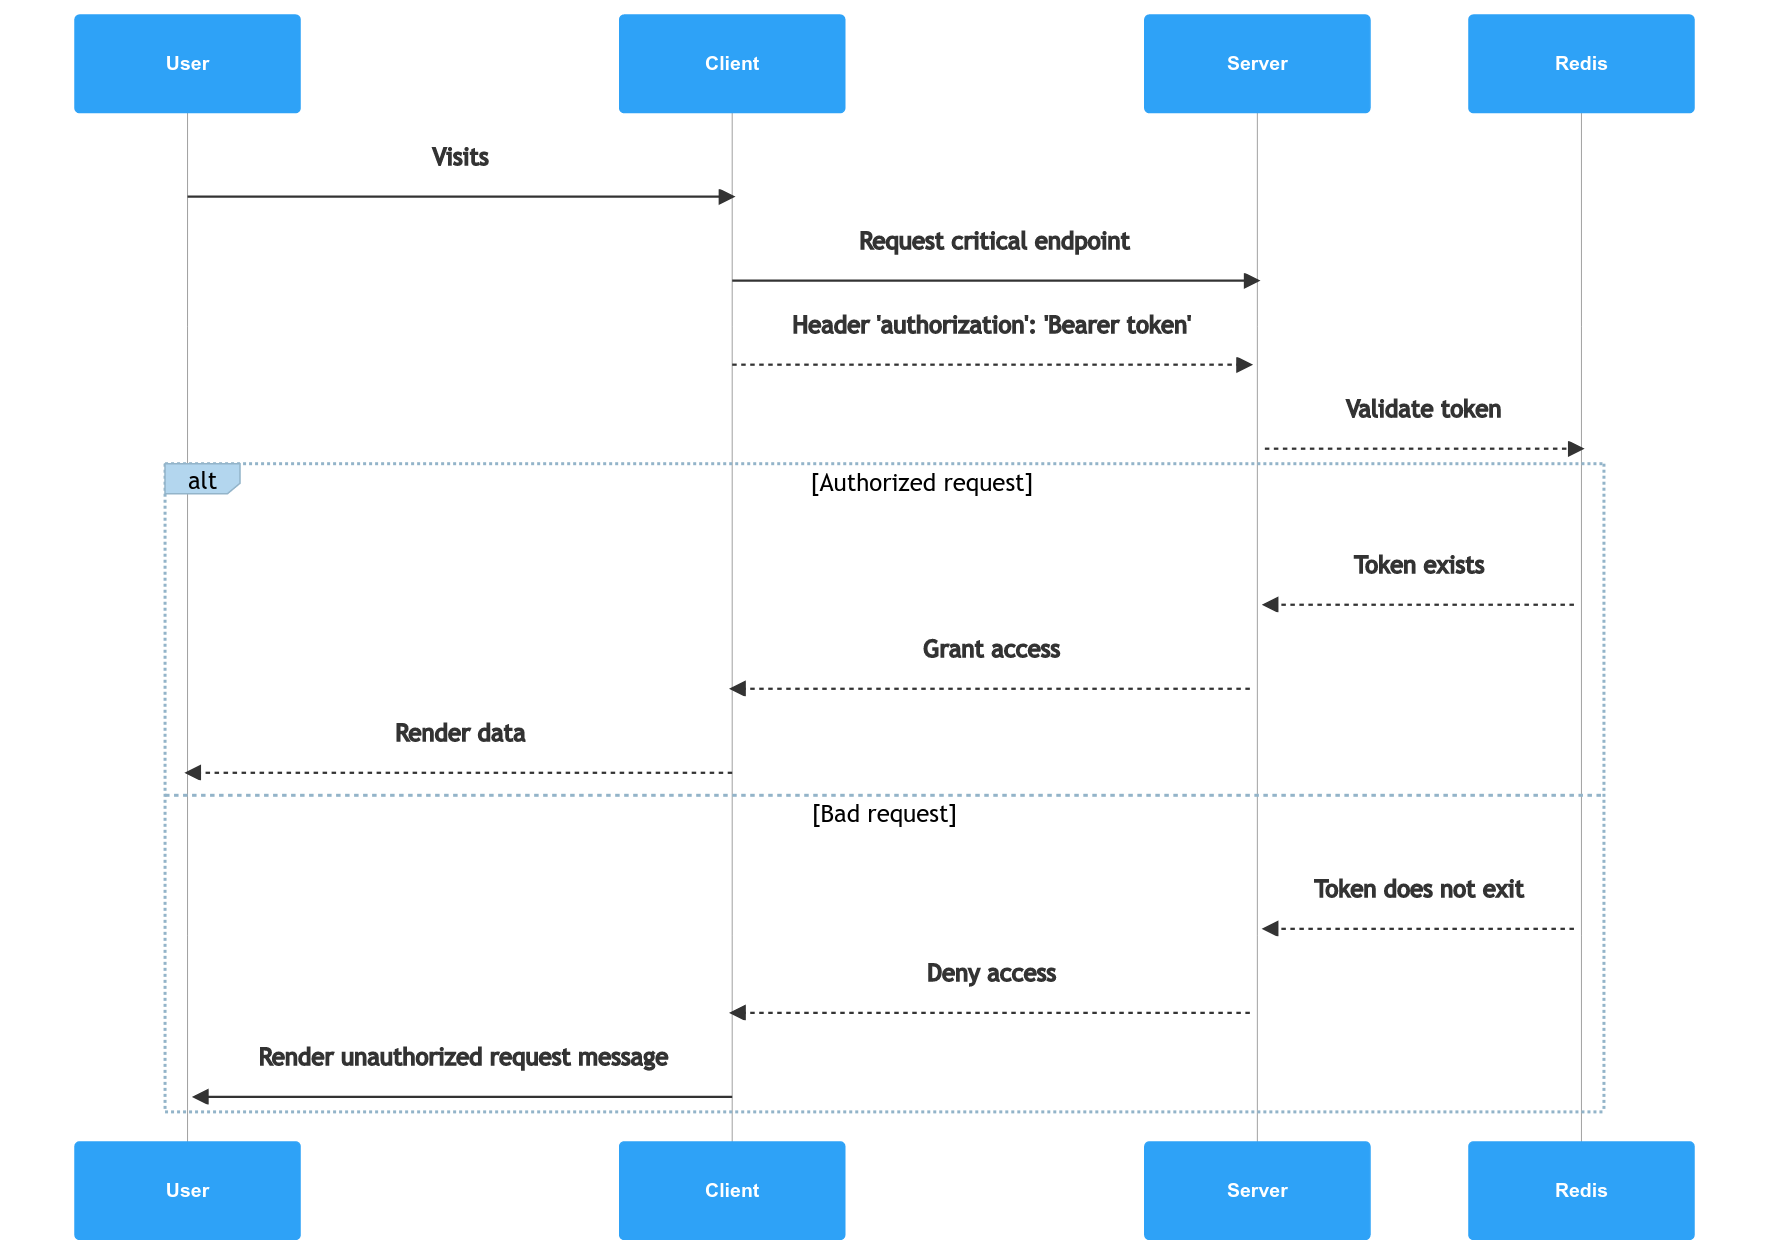 User
Client
Server
Redis
Visits
Request critical endpoint
Header 'authorization': 'Bearer token'
Validate token
alt
[Authorized request]
Token exists
Grant access
Render data
[Bad request]
Token does not exit
Deny access
Render unauthorized request message
User
Client
Server
Redis